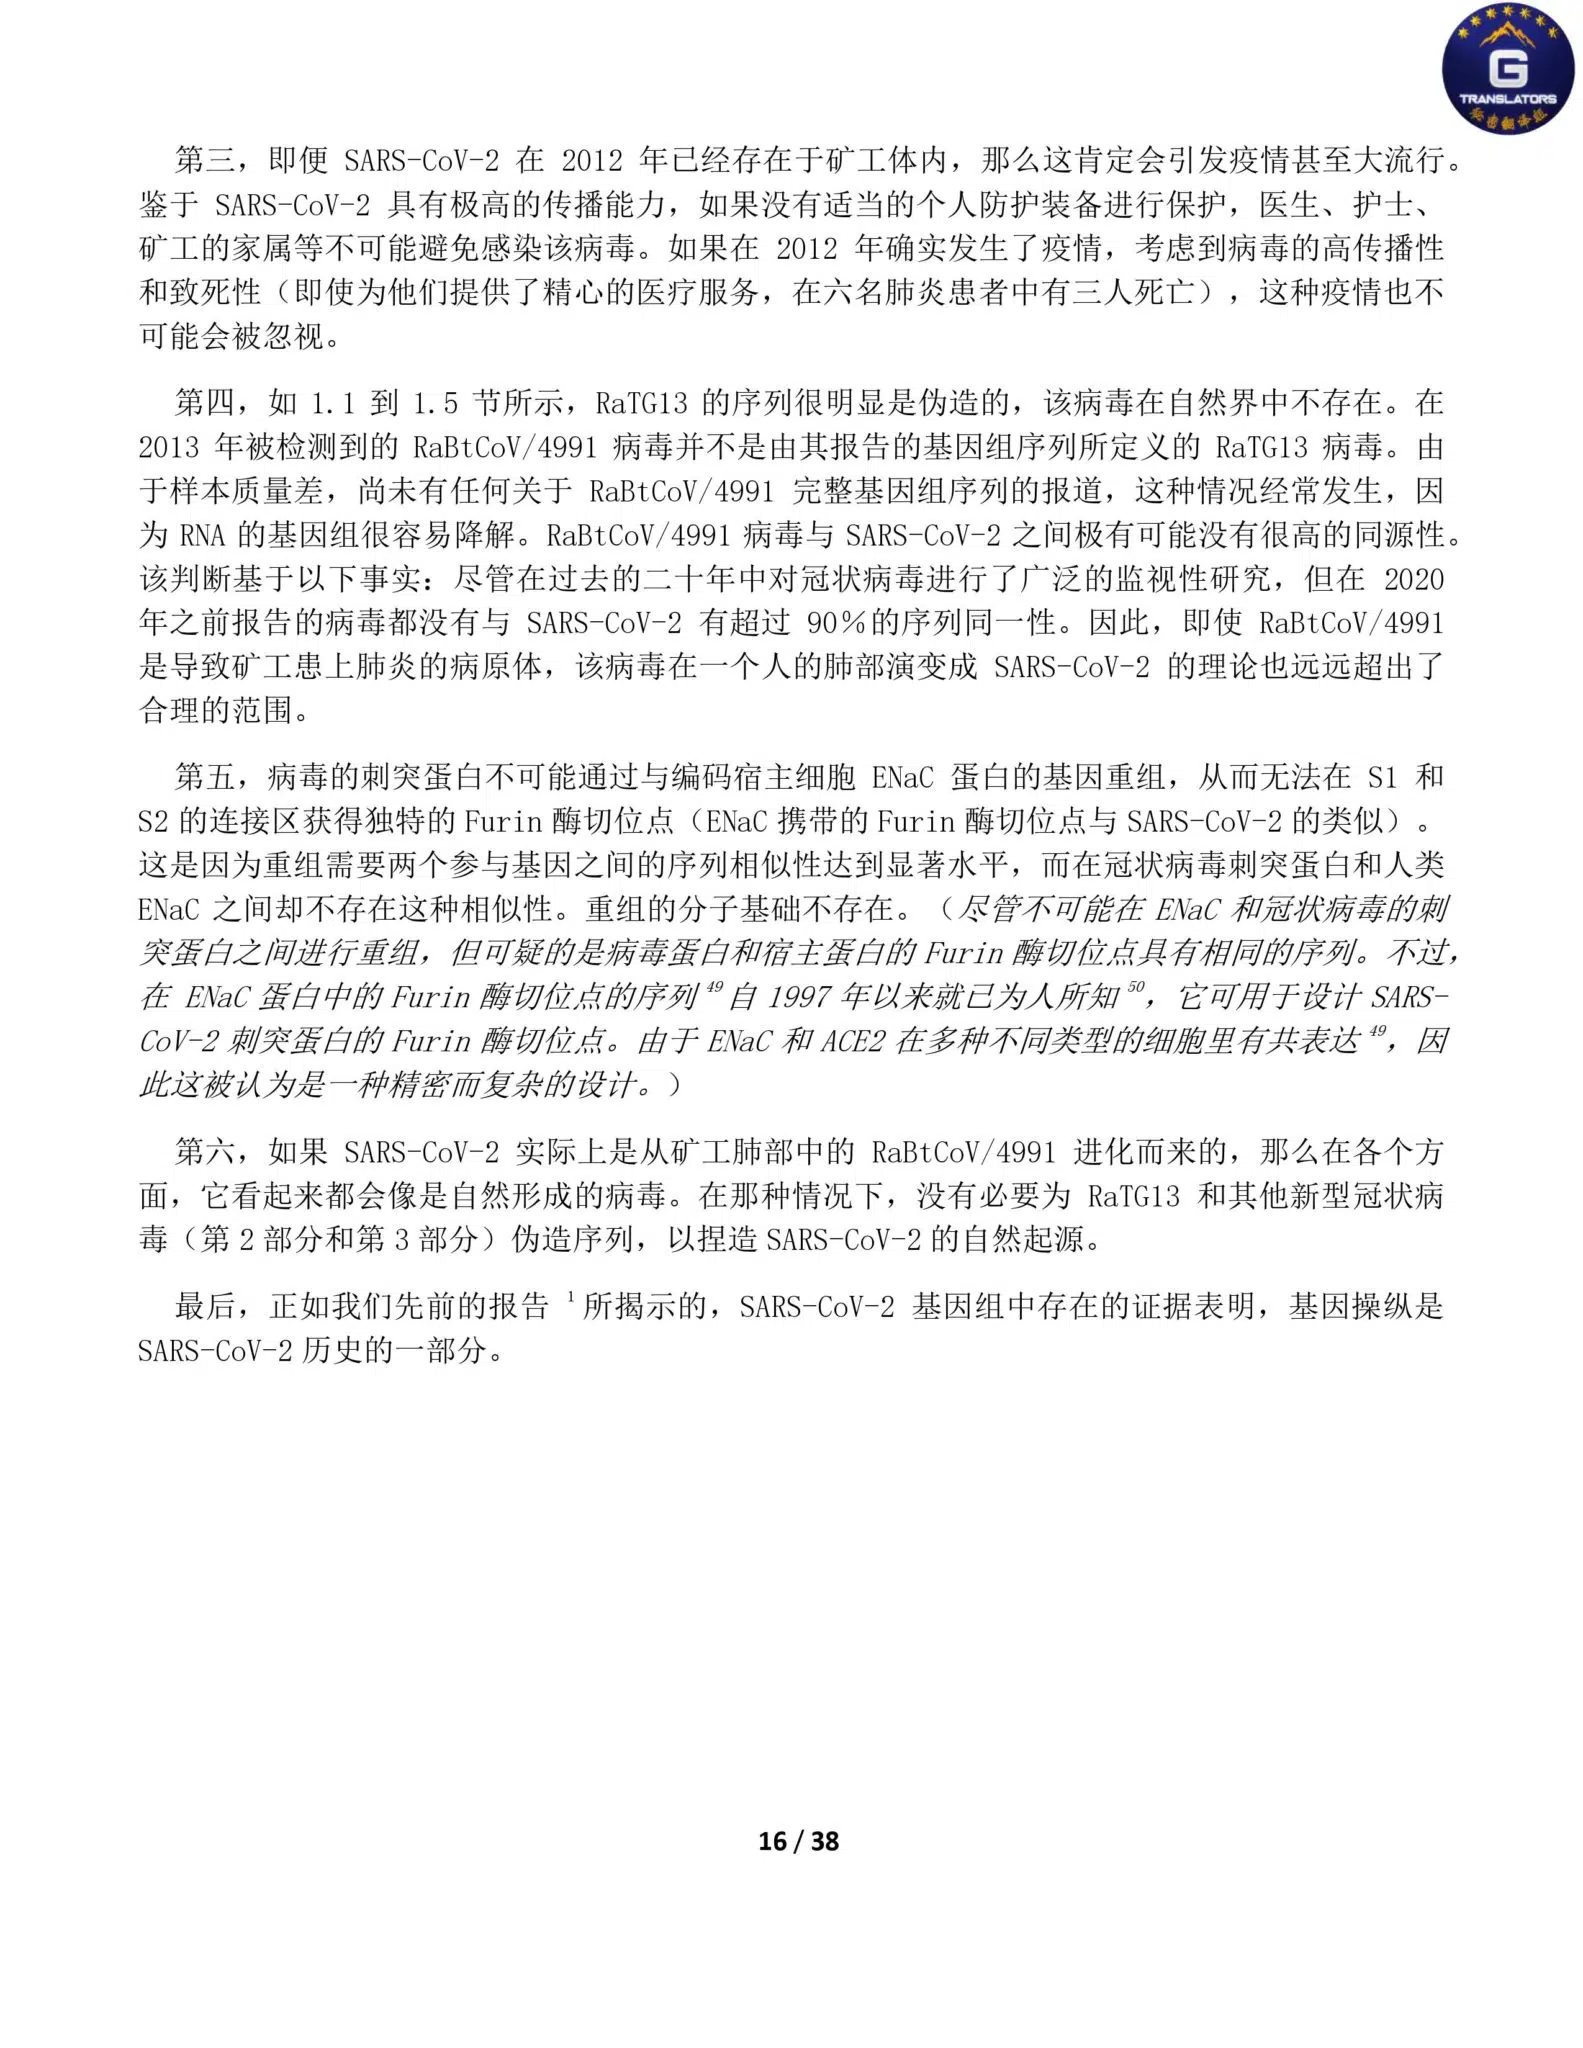 G
TRANSLATORS
秘密翻译组
第三，即便 SARS-CoV-2 在 2012 年已经存在于矿工体内，那么这肯定会引发疫情甚至大流行。
鉴于 SARS-CoV-2 具有极高的传播能力，如果没有适当的个人防护装备进行保护，医生、护士、
矿工的家属等不可能避免感染该病毒。如果在 2012 年确实发生了疫情，考虑到病毒的高传播性
和致死性（即使为他们提供了精心的医疗服务，在六名肺炎患者中有三人死亡），这种疫情也不
可能会被忽视。
第四，如 1.1 到 1.5 节所示，RaTG13 的序列很明显是伪造的，该病毒在自然界中不存在。在
2013 年被检测到的 RaBtCoV/4991 病毒并不是由其报告的基因组序列所定义的 RaTG13 病毒。由
于样本质量差，尚未有任何关于 RaBtCoV/4991 完整基因组序列的报道，这种情况经常发生，因
为 RNA 的基因组很容易降解。RaBtCoV/4991 病毒与 SARS-CoV-2 之间极有可能没有很高的同源性。
该判断基于以下事实：尽管在过去的二十年中对冠状病毒进行了广泛的监视性研究，但在 2020
年之前报告的病毒都没有与 SARS-CoV-2 有超过 90％的序列同一性。因此，即使 RaBtCoV/4991
是导致矿工患上肺炎的病原体，该病毒在一个人的肺部演变成 SARS-CoV-2 的理论也远远超出了
合理的范围。
第五，病毒的刺突蛋白不可能通过与编码宿主细胞 ENaC 蛋白的基因重组，从而无法在 S1 和
S2 的连接区获得独特的 Furin 酶切位点（ENaC 携带的 Furin 酶切位点与 SARS-CoV-2 的类似）。
这是因为重组需要两个参与基因之间的序列相似性达到显著水平，而在冠状病毒刺突蛋白和人类
ENaC 之间却不存在这种相似性。重组的分子基础不存在。（尽管不可能在 ENaC 和冠状病毒的刺
突蛋白之间进行重组，但可疑的是病毒蛋白和宿主蛋白的 Furin 酶切位点具有相同的序列。不过，
在 ENaC 蛋白中的 Furin 酶切位点的序列 49 自 1997 年以来就已为人所知 50，它可用于设计 SARS-
CoV-2 刺突蛋白的 Furin 酶切位点。由于 ENaC 和 ACE2 在多种不同类型的细胞里有共表达 49，因
此这被认为是一种精密而复杂的设计。）
第六，如果 SARS-CoV-2 实际上是从矿工肺部中的 RaBtCoV/4991 进化而来的，那么在各个方
面，它看起来都会像是自然形成的病毒。在那种情况下，没有必要为 RaTG13 和其他新型冠状病
毒（第 2 部分和第 3 部分）伪造序列，以捏造 SARS-CoV-2 的自然起源。
最后，正如我们先前的报告 1 所揭示的，SARS-CoV-2 基因组中存在的证据表明，基因操纵是
SARS-CoV-2 历史的一部分。
16 / 38